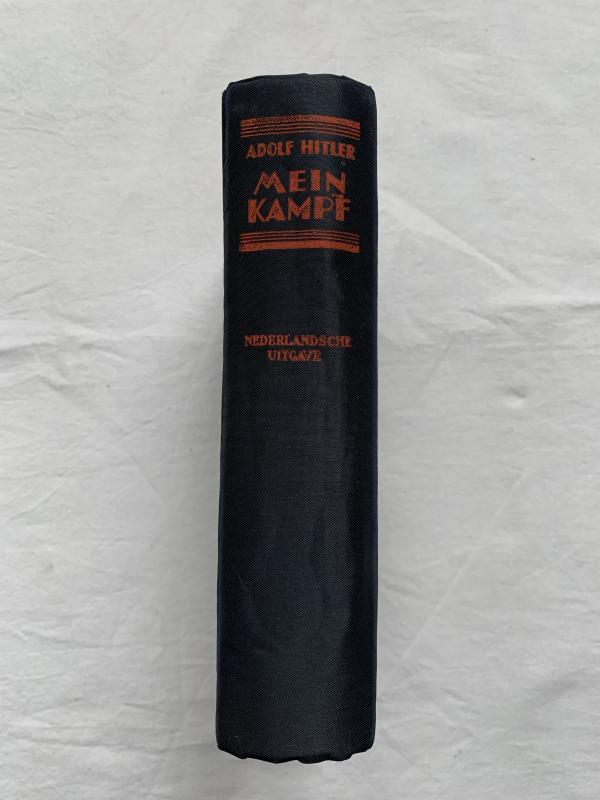 ADOLF HITLER
MEIN
KAMPF
NEDERLANDSCHE
UITGAVE